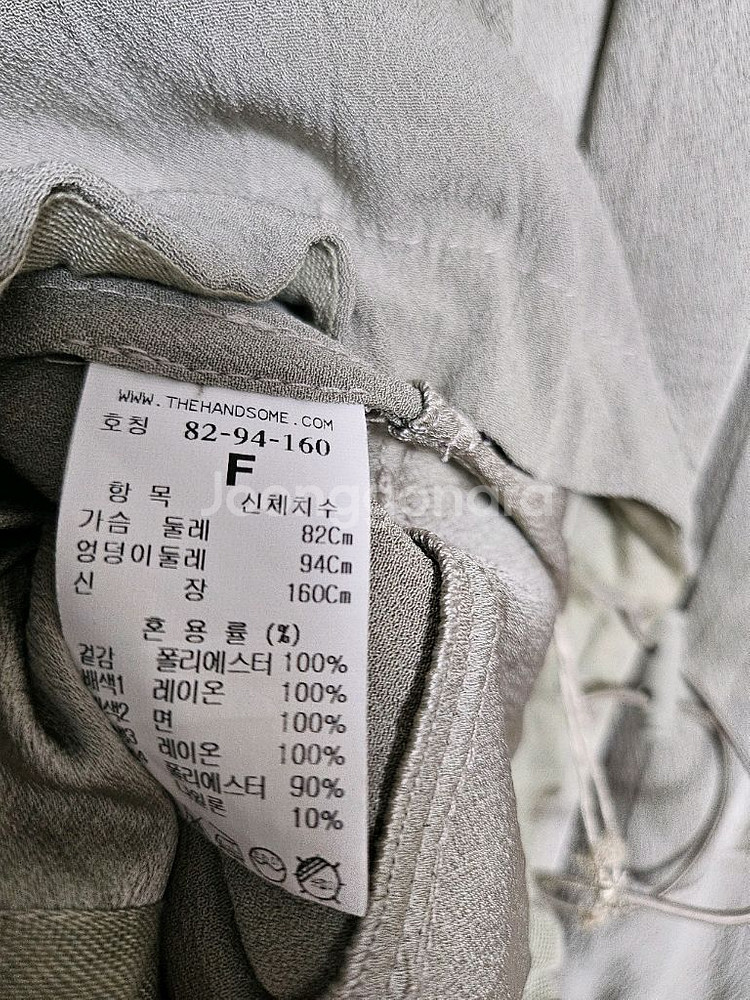 WWW.THEHANDSOME.COM
호칭 82-94-160
F
항 목 신체치수
가슴 둘레 82Cm
엉덩이둘레 94Cm
신 장 160Cm
혼 용 률 (%)
겉감 폴리에스터 100%
배색1 레이온 100%
면 100%
레이온 100%
폴리에스터 90%
10%
Joongonara